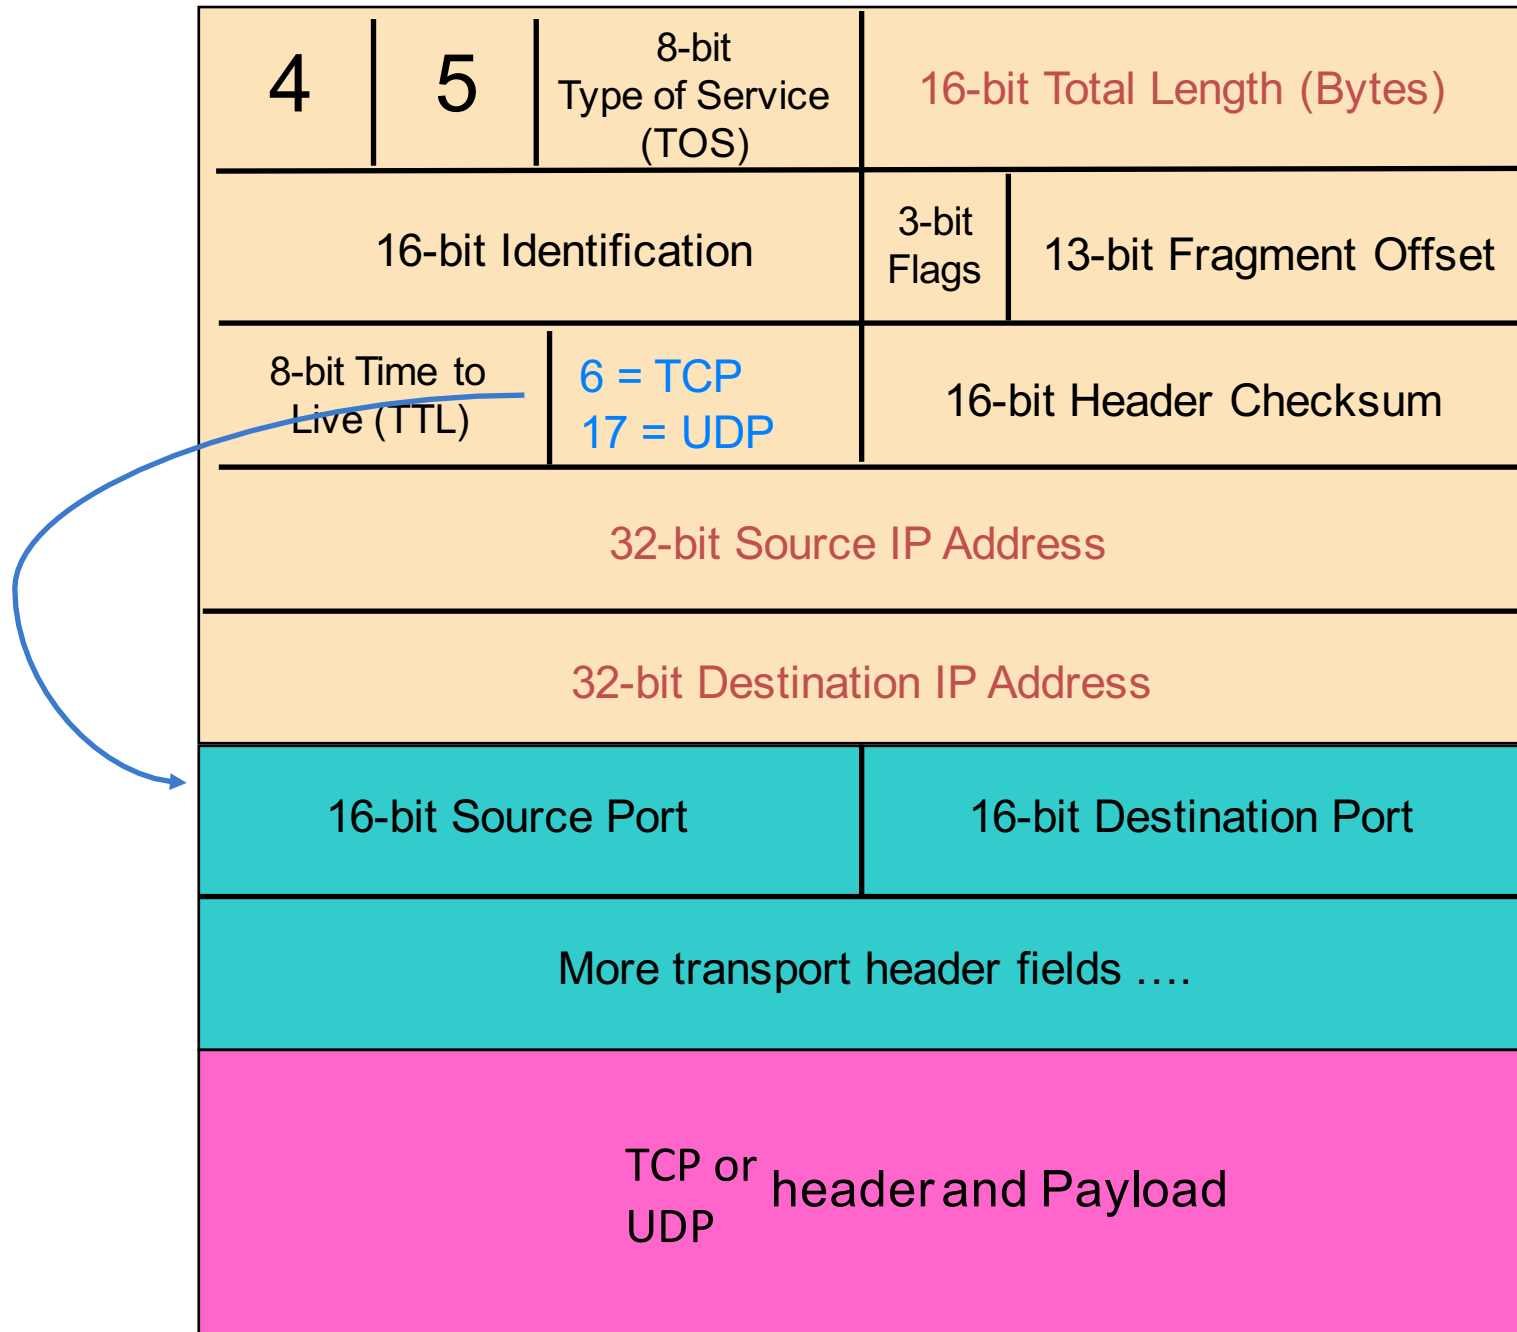 4
5
8-bit
Type of Service
(TOS)
16-bit Total Length (Bytes)
16-bit Identification
3-bit
Flags
13-bit Fragment Offset
8-bit Time to
Live (TTL)
6 = TCP
17 = UDP
16-bit Header Checksum
32-bit Source IP Address
32-bit Destination IP Address
16-bit Source Port
16-bit Destination Port
More transport header fields ….
TCP or
UDP
header and Payload